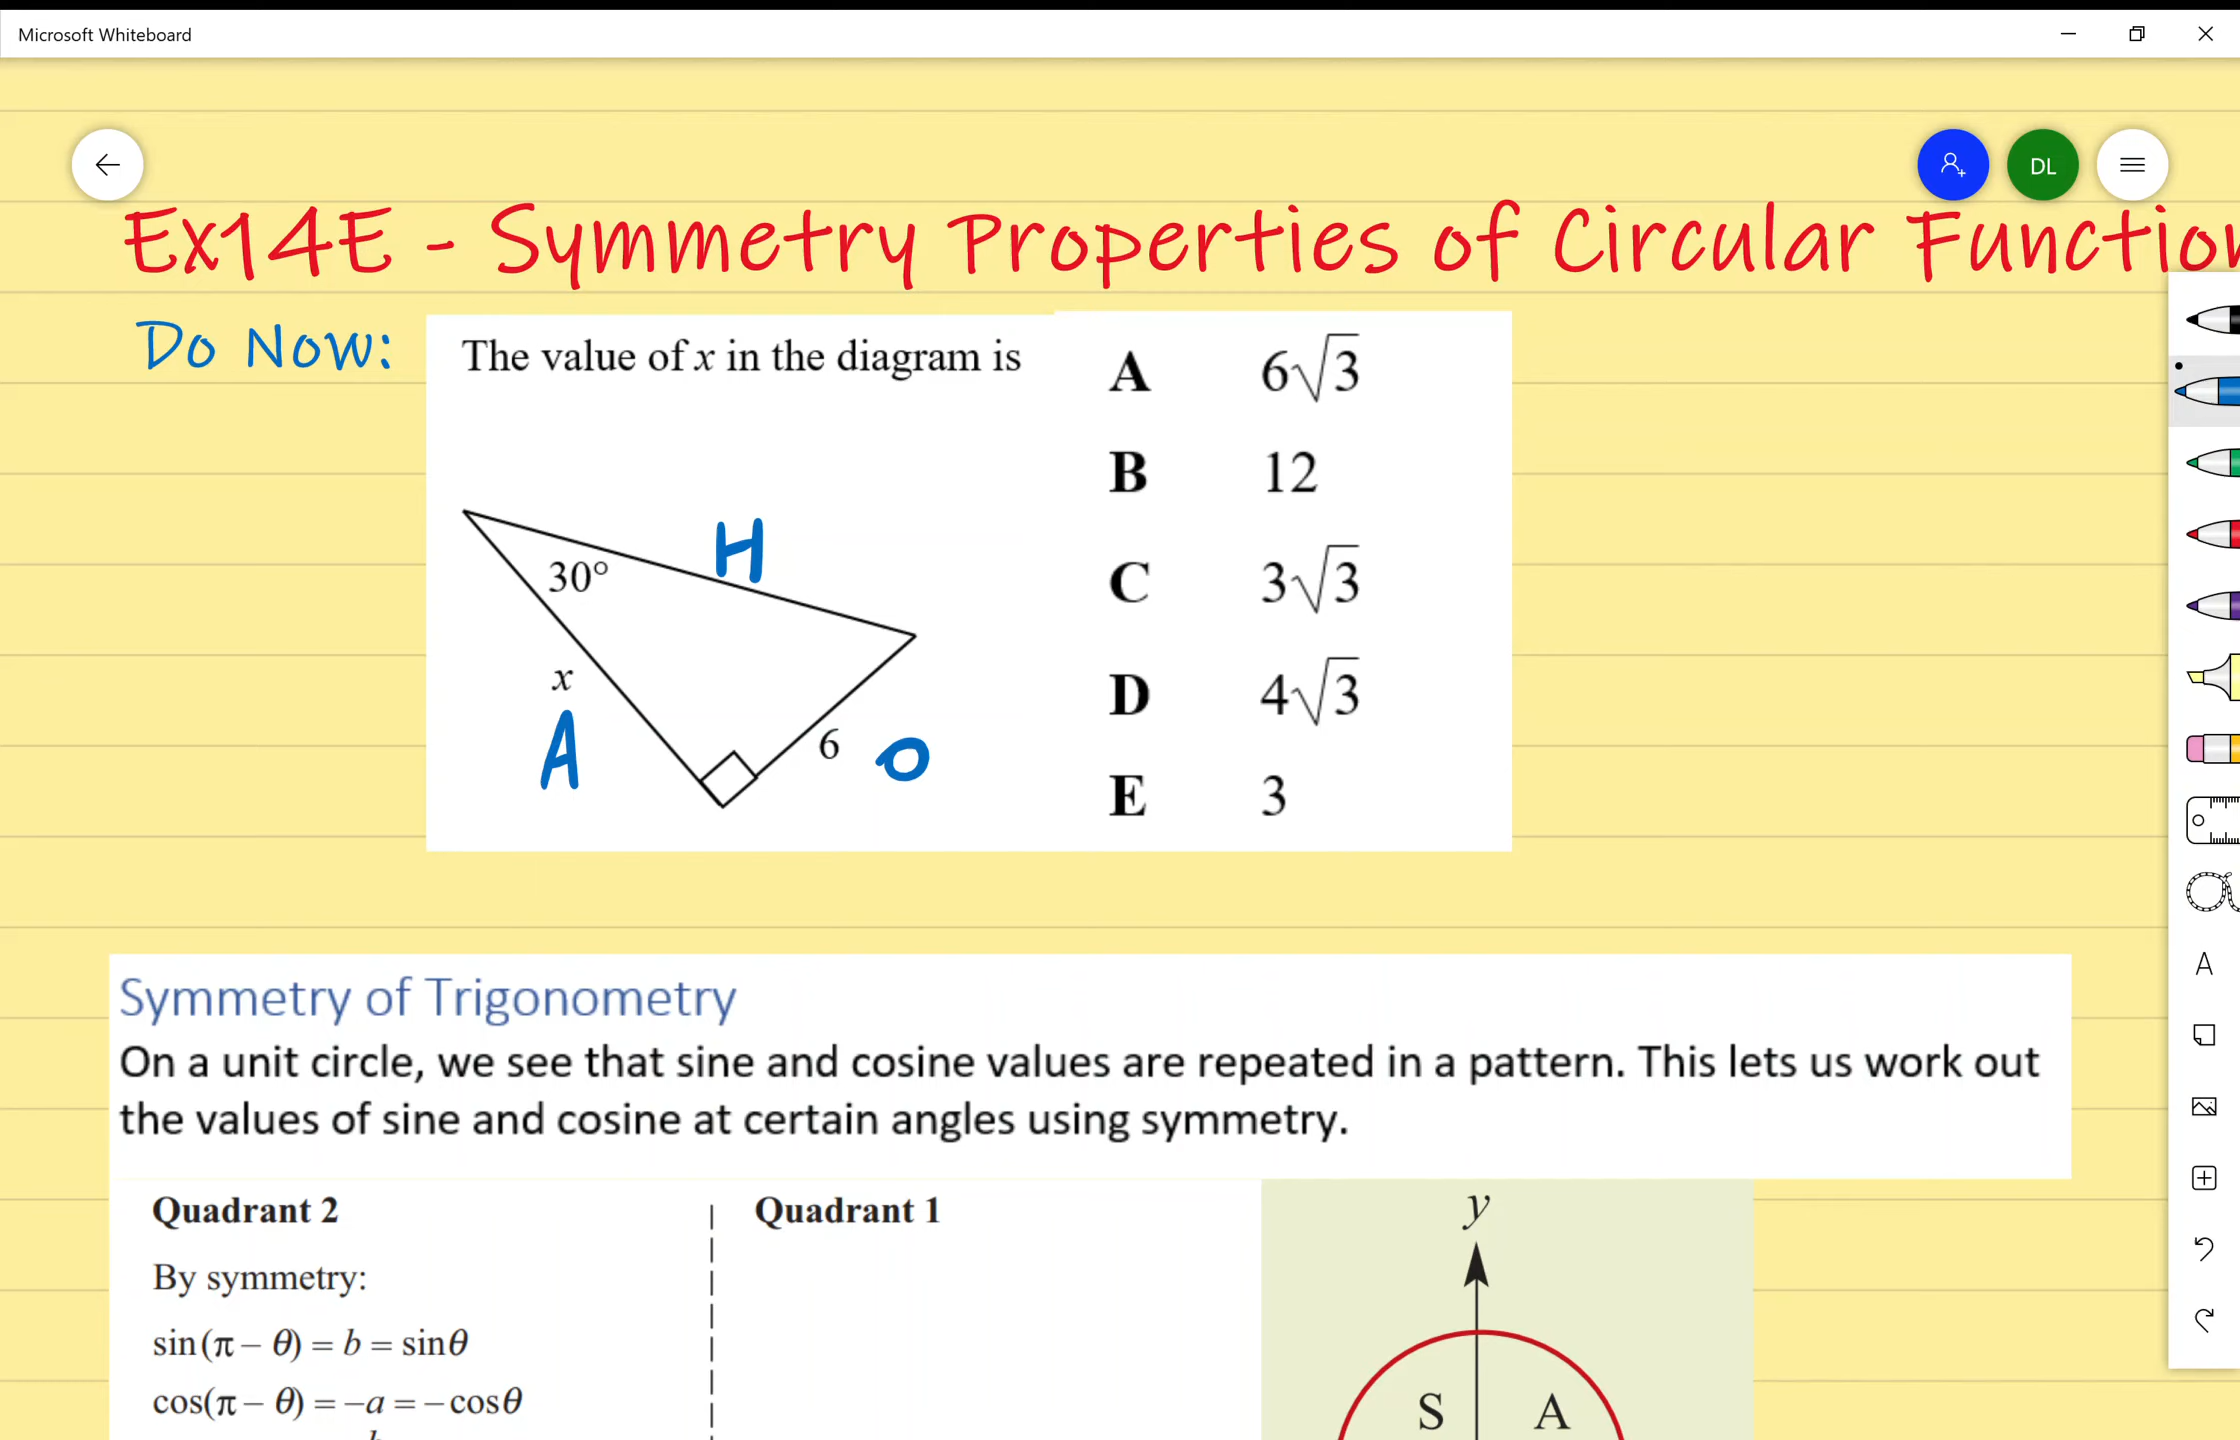 Microsoft Whiteboard
DL
Ex14E - Symmetry Properties of Circular Function
Do Now:
The value of x in the diagram is
A 6√3
B 12
C 3√3
D 4√3
E 3
H
30°
x
A
6
O
Symmetry of Trigonometry
On a unit circle, we see that sine and cosine values are repeated in a pattern. This lets us work out
the values of sine and cosine at certain angles using symmetry.
Quadrant 2
By symmetry:
sin(π − θ) = b = sinθ
cos(π − θ) = −a = −cosθ
Quadrant 1
y
S A
A